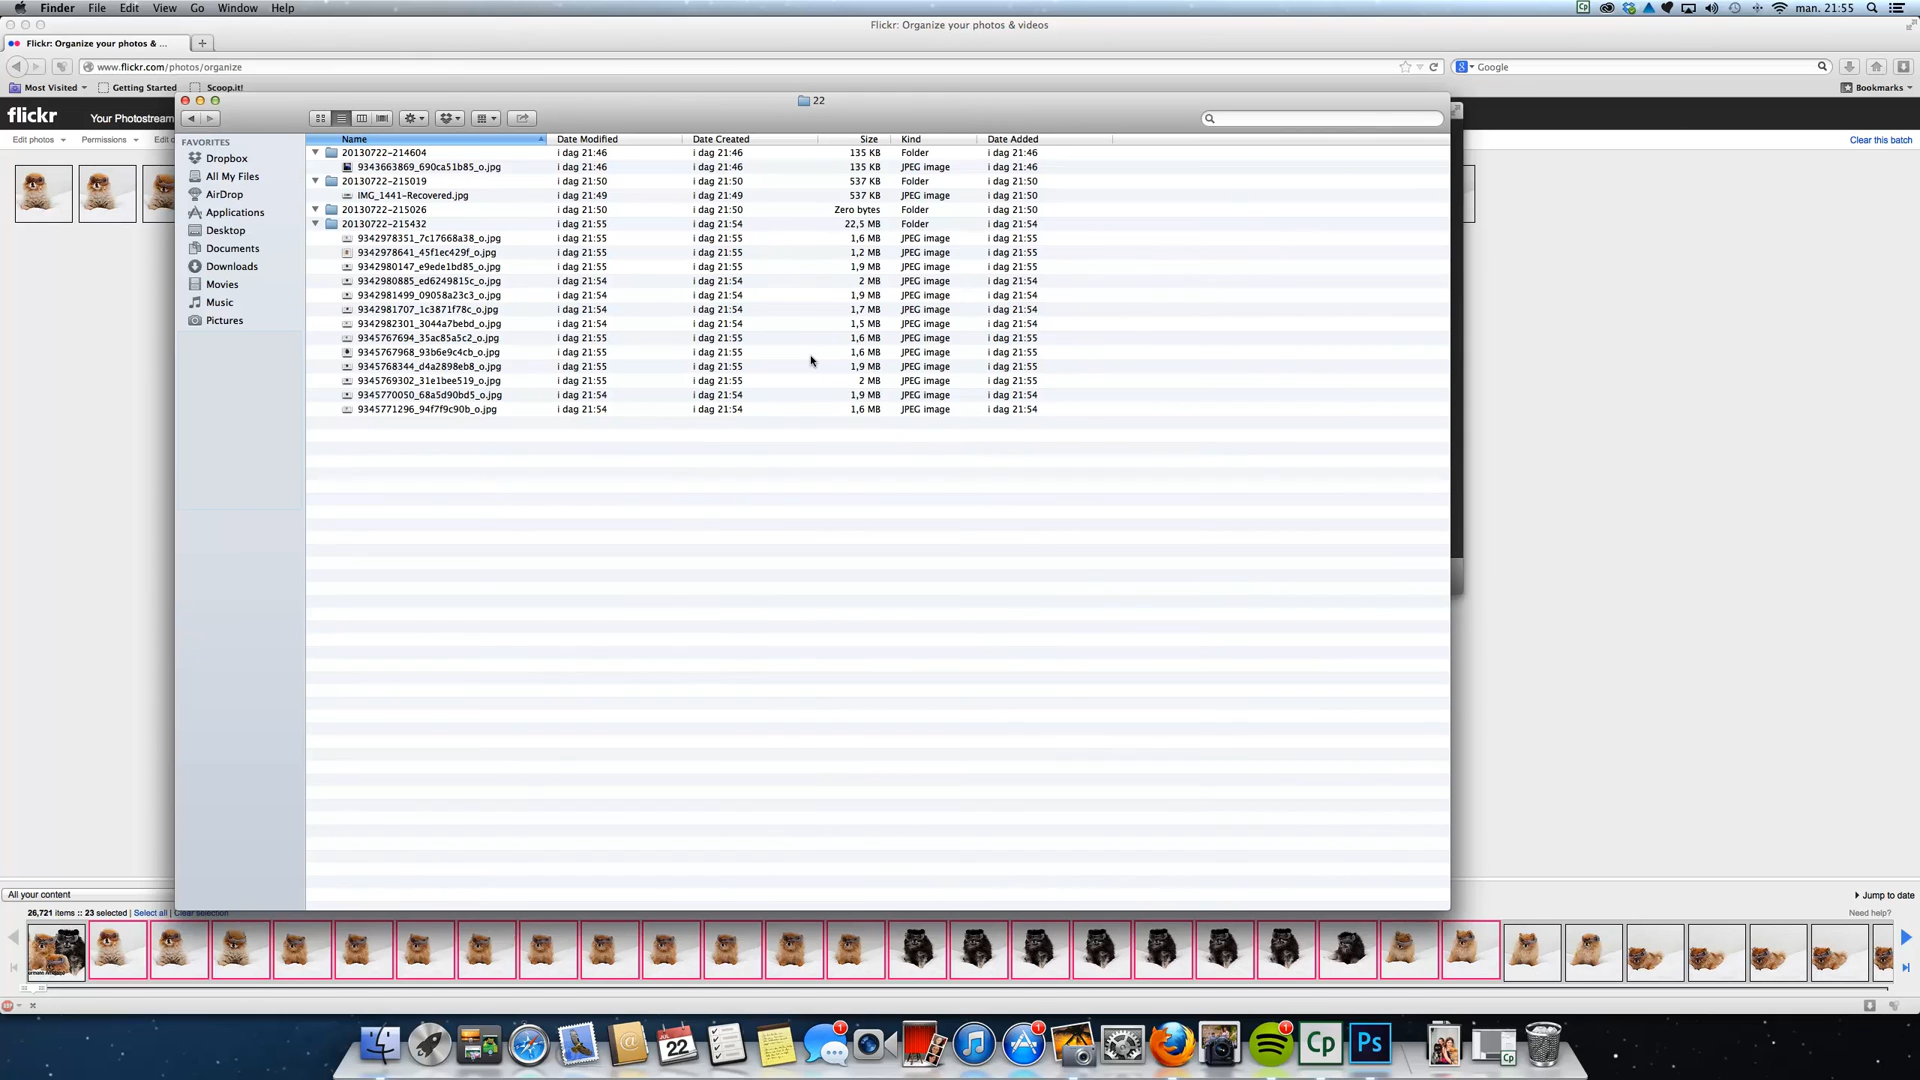 Finder File Edit View Go Window Help man. 21:55
Flickr: Organize your photos & videos
Flickr: Organize your photos & ...
www.flickr.com/photos/organize Google
Most Visited Getting Started Scoop.it! Bookmarks
22
flickr Your Photostream
Edit photos Permissions Clear this batch
FAVORITES
Dropbox
All My Files
AirDrop
Applications
Desktop
Documents
Downloads
Movies
Music
Pictures
Name Date Modified Date Created Size Kind Date Added
20130722-214604 i dag 21:46 i dag 21:46 135 KB Folder i dag 21:46
9343663869_690ca51b85_o.jpg i dag 21:46 i dag 21:46 135 KB JPEG image i dag 21:46
20130722-215019 i dag 21:50 i dag 21:50 537 KB Folder i dag 21:50
IMG_1441-Recovered.jpg i dag 21:49 i dag 21:49 537 KB JPEG image i dag 21:50
20130722-215026 i dag 21:50 i dag 21:50 Zero bytes Folder i dag 21:50
20130722-215432 i dag 21:55 i dag 21:54 22,5 MB Folder i dag 21:54
9342978351_7c17668a38_o.jpg i dag 21:55 i dag 21:55 1,6 MB JPEG image i dag 21:55
9342978641_45f1ec429f_o.jpg i dag 21:55 i dag 21:55 1,2 MB JPEG image i dag 21:55
9342980147_e9ede1bd85_o.jpg i dag 21:55 i dag 21:55 1,9 MB JPEG image i dag 21:55
9342980885_ed6249815c_o.jpg i dag 21:54 i dag 21:54 2 MB JPEG image i dag 21:54
9342981499_09058a23c3_o.jpg i dag 21:54 i dag 21:54 1,9 MB JPEG image i dag 21:54
9342981707_1c3871f78c_o.jpg i dag 21:54 i dag 21:54 1,7 MB JPEG image i dag 21:54
9342982301_3044a7bebd_o.jpg i dag 21:54 i dag 21:54 1,5 MB JPEG image i dag 21:54
9345767694_35ac85a5c2_o.jpg i dag 21:55 i dag 21:55 1,6 MB JPEG image i dag 21:55
9345767968_93b6e9c4cb_o.jpg i dag 21:55 i dag 21:55 1,6 MB JPEG image i dag 21:55
9345768344_d4a2898eb8_o.jpg i dag 21:55 i dag 21:55 1,9 MB JPEG image i dag 21:55
9345769302_31e1bee519_o.jpg i dag 21:55 i dag 21:55 2 MB JPEG image i dag 21:55
9345770050_68a5d90bd5_o.jpg i dag 21:54 i dag 21:54 1,9 MB JPEG image i dag 21:54
9345771296_94f7f9c90b_o.jpg i dag 21:54 i dag 21:54 1,6 MB JPEG image i dag 21:54
All your content Jump to date
26,721 items :: 23 selected | Select all | Clear selection Need help?
JUL 22
1
1
1
Cp
Ps